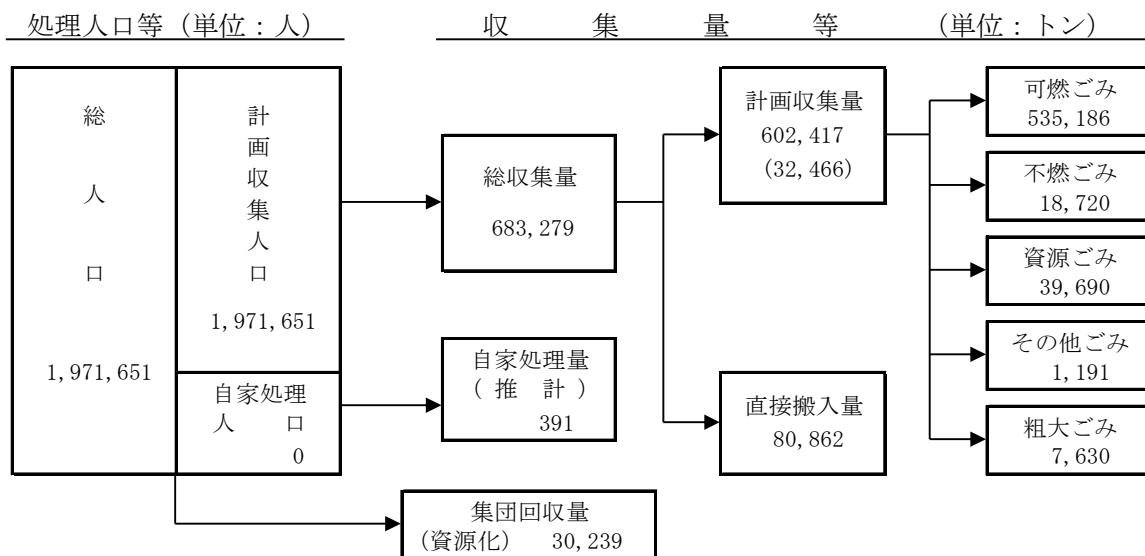 処理人口等（単位：人）
収集量等（単位：トン）
総人口
1,971,651
計画収集人口
1,971,651
自家処理
人口
0
総収集量
683,279
自家処理量
（推計）
391
集団回収量
(資源化) 30,239
計画収集量
602,417
(32,466)
直接搬入量
80,862
可燃ごみ
535,186
不燃ごみ
18,720
資源ごみ
39,690
その他ごみ
1,191
粗大ごみ
7,630